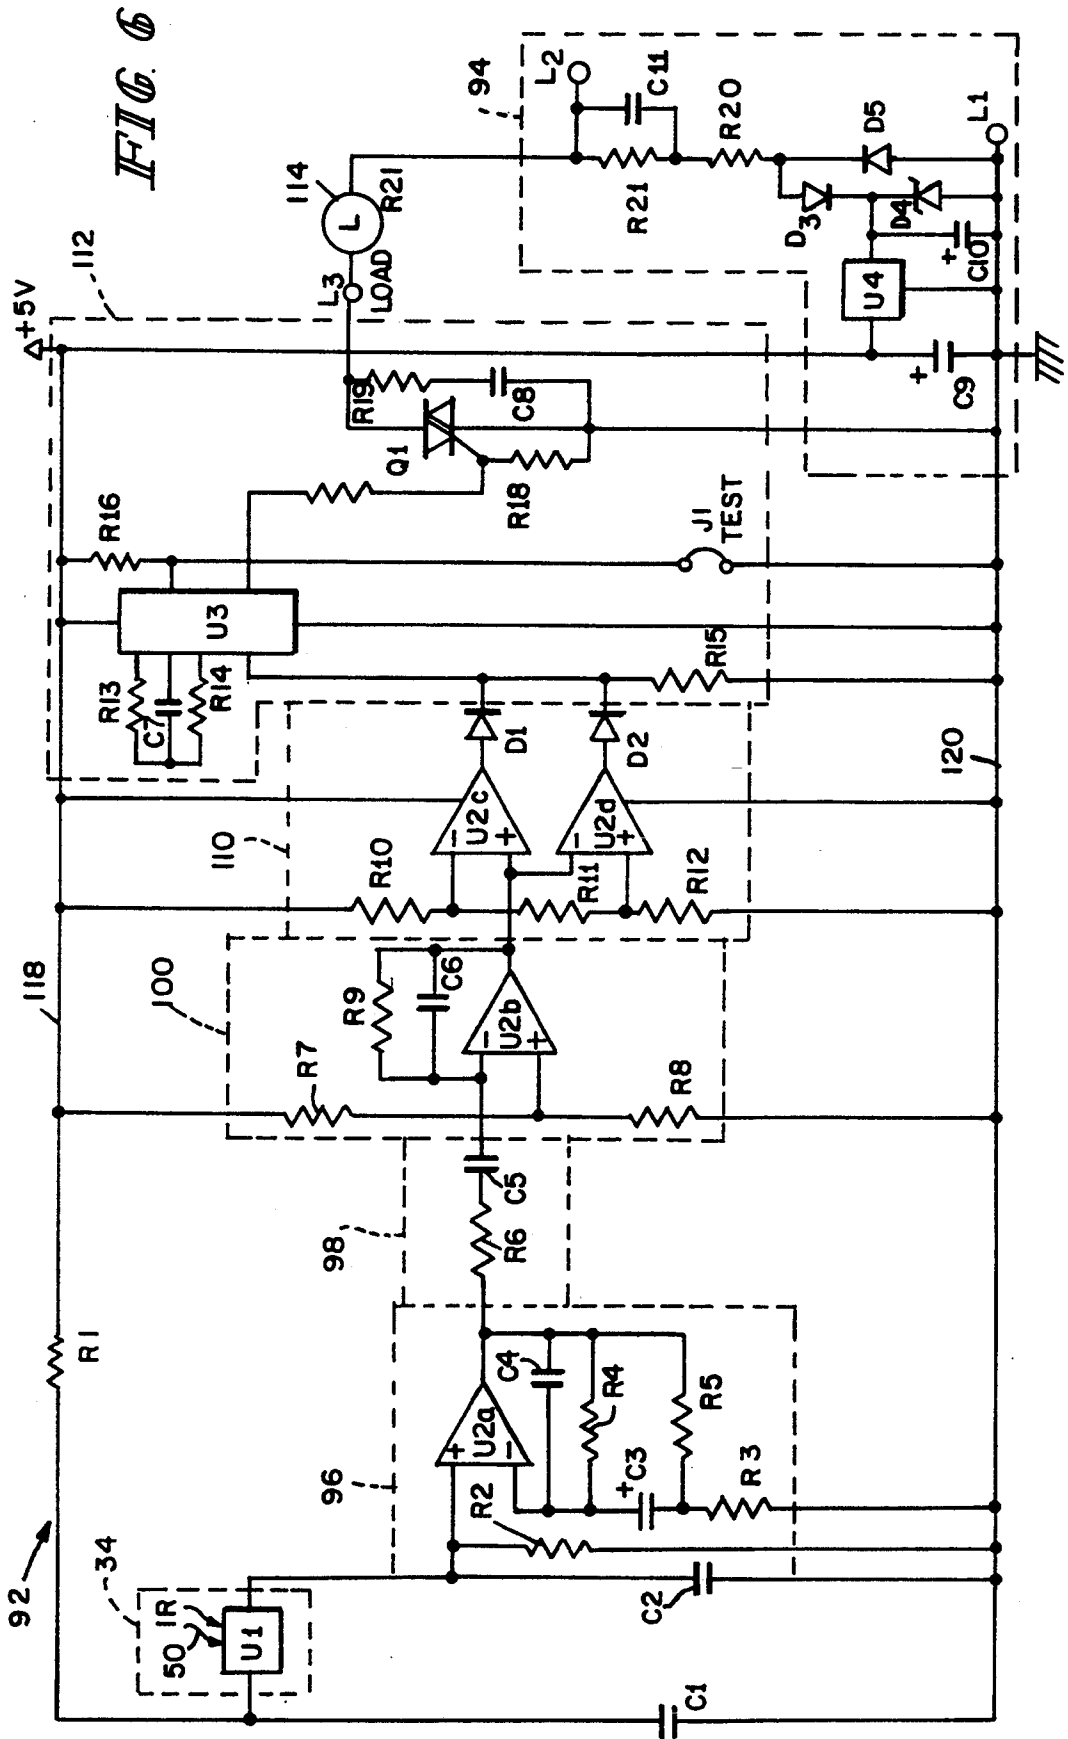 FIG. 6
92
34
50
IR
U1
C1
R1
118
96
R2
C2
+
U2a
-
C4
R4
+
C3
R5
R3
98
R6
C5
100
R7
R9
C6
-
U2b
+
R8
110
R10
-
U2c
+
D1
R11
-
U2d
+
D2
R12
120
112
+5V
R13
C7
R14
U3
R16
R15
J1
TEST
R18
Q1
R19
C8
L3
LOAD
L
114
R21
94
L2
C11
R21
R20
D3
D5
D4
U4
+
C10
+
C9
L1